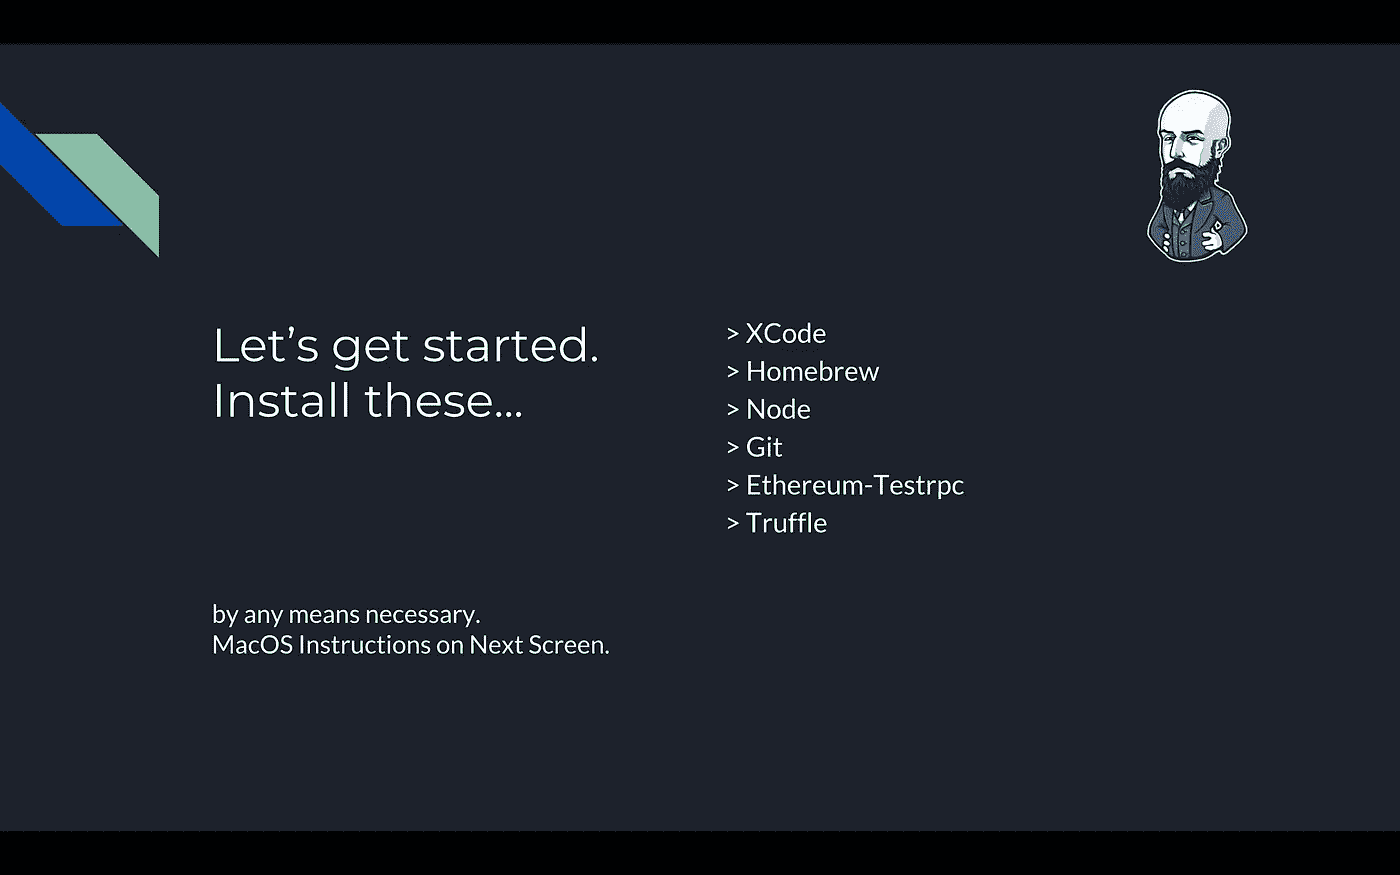 Let’s get started.
Install these...
> XCode
> Homebrew
> Node
> Git
> Ethereum-Testrpc
> Truffle
by any means necessary.
MacOS Instructions on Next Screen.